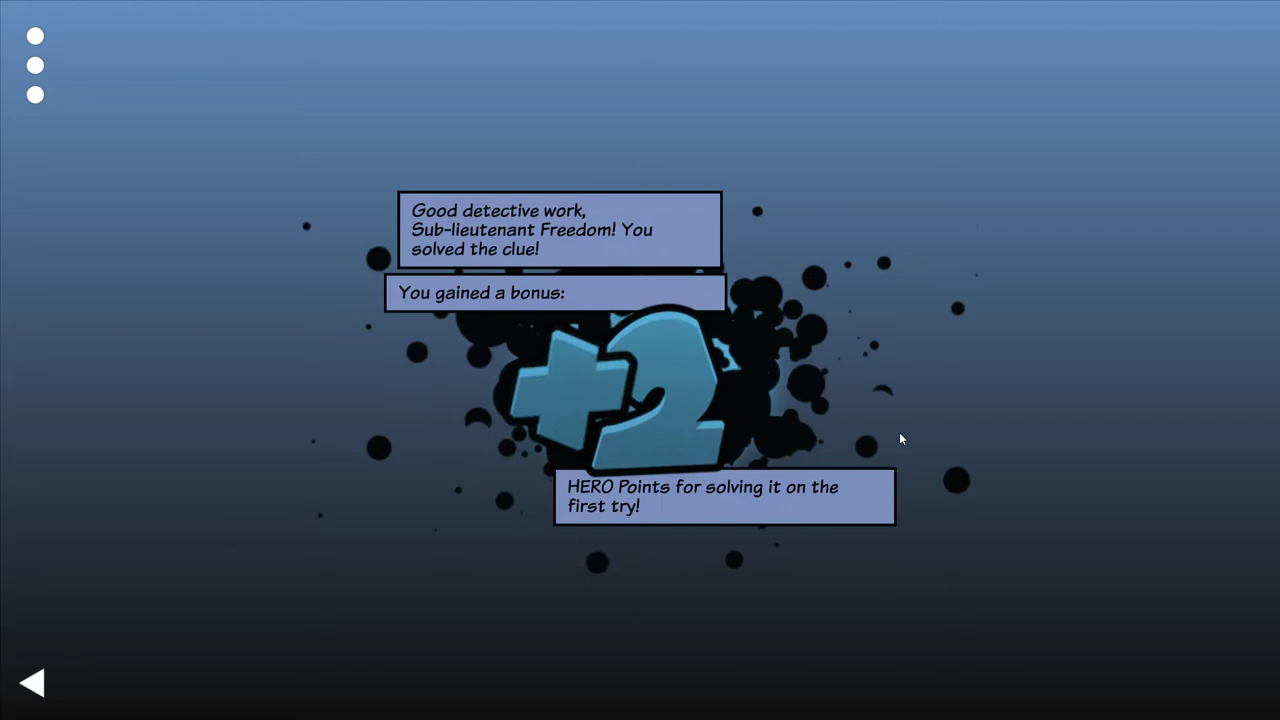 Good detective work,
Sub-lieutenant Freedom! You
solved the clue!
You gained a bonus:
+2
HERO Points for solving it on the
first try!